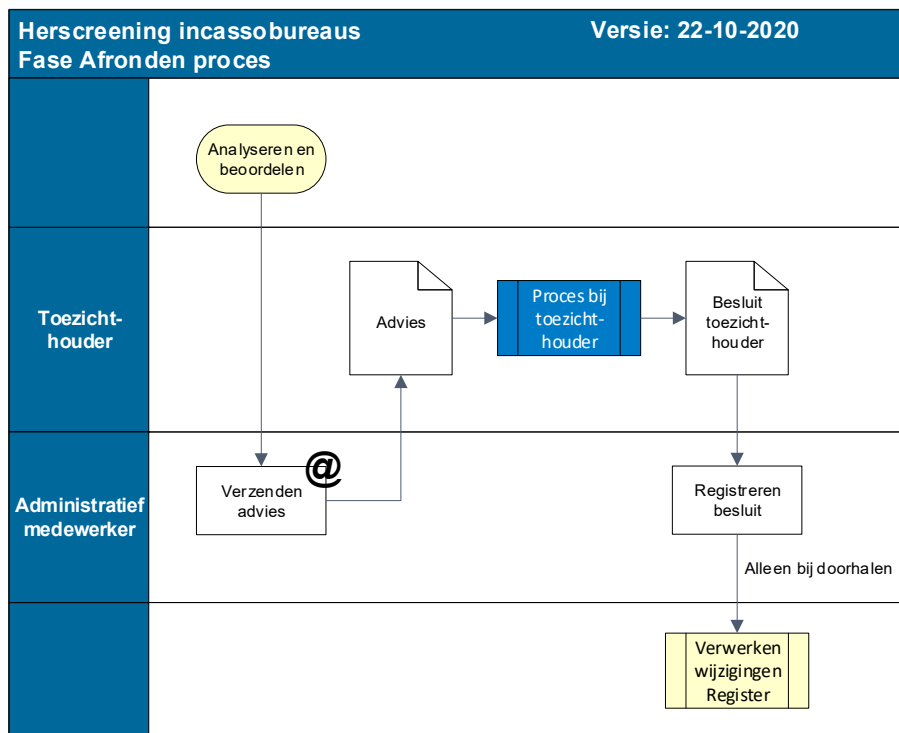 Herscreening incassobureaus
Versie: 22-10-2020
Fase Afronden proces
Analyseren en
beoordelen
Toezicht-
houder
Advies
Proces bij
toezicht-
houder
Besluit
toezicht-
houder
Administratief
medewerker
Verzenden
advies
@
Registreren
besluit
Alleen bij doorhalen
Verwerken
wijzigingen
Register